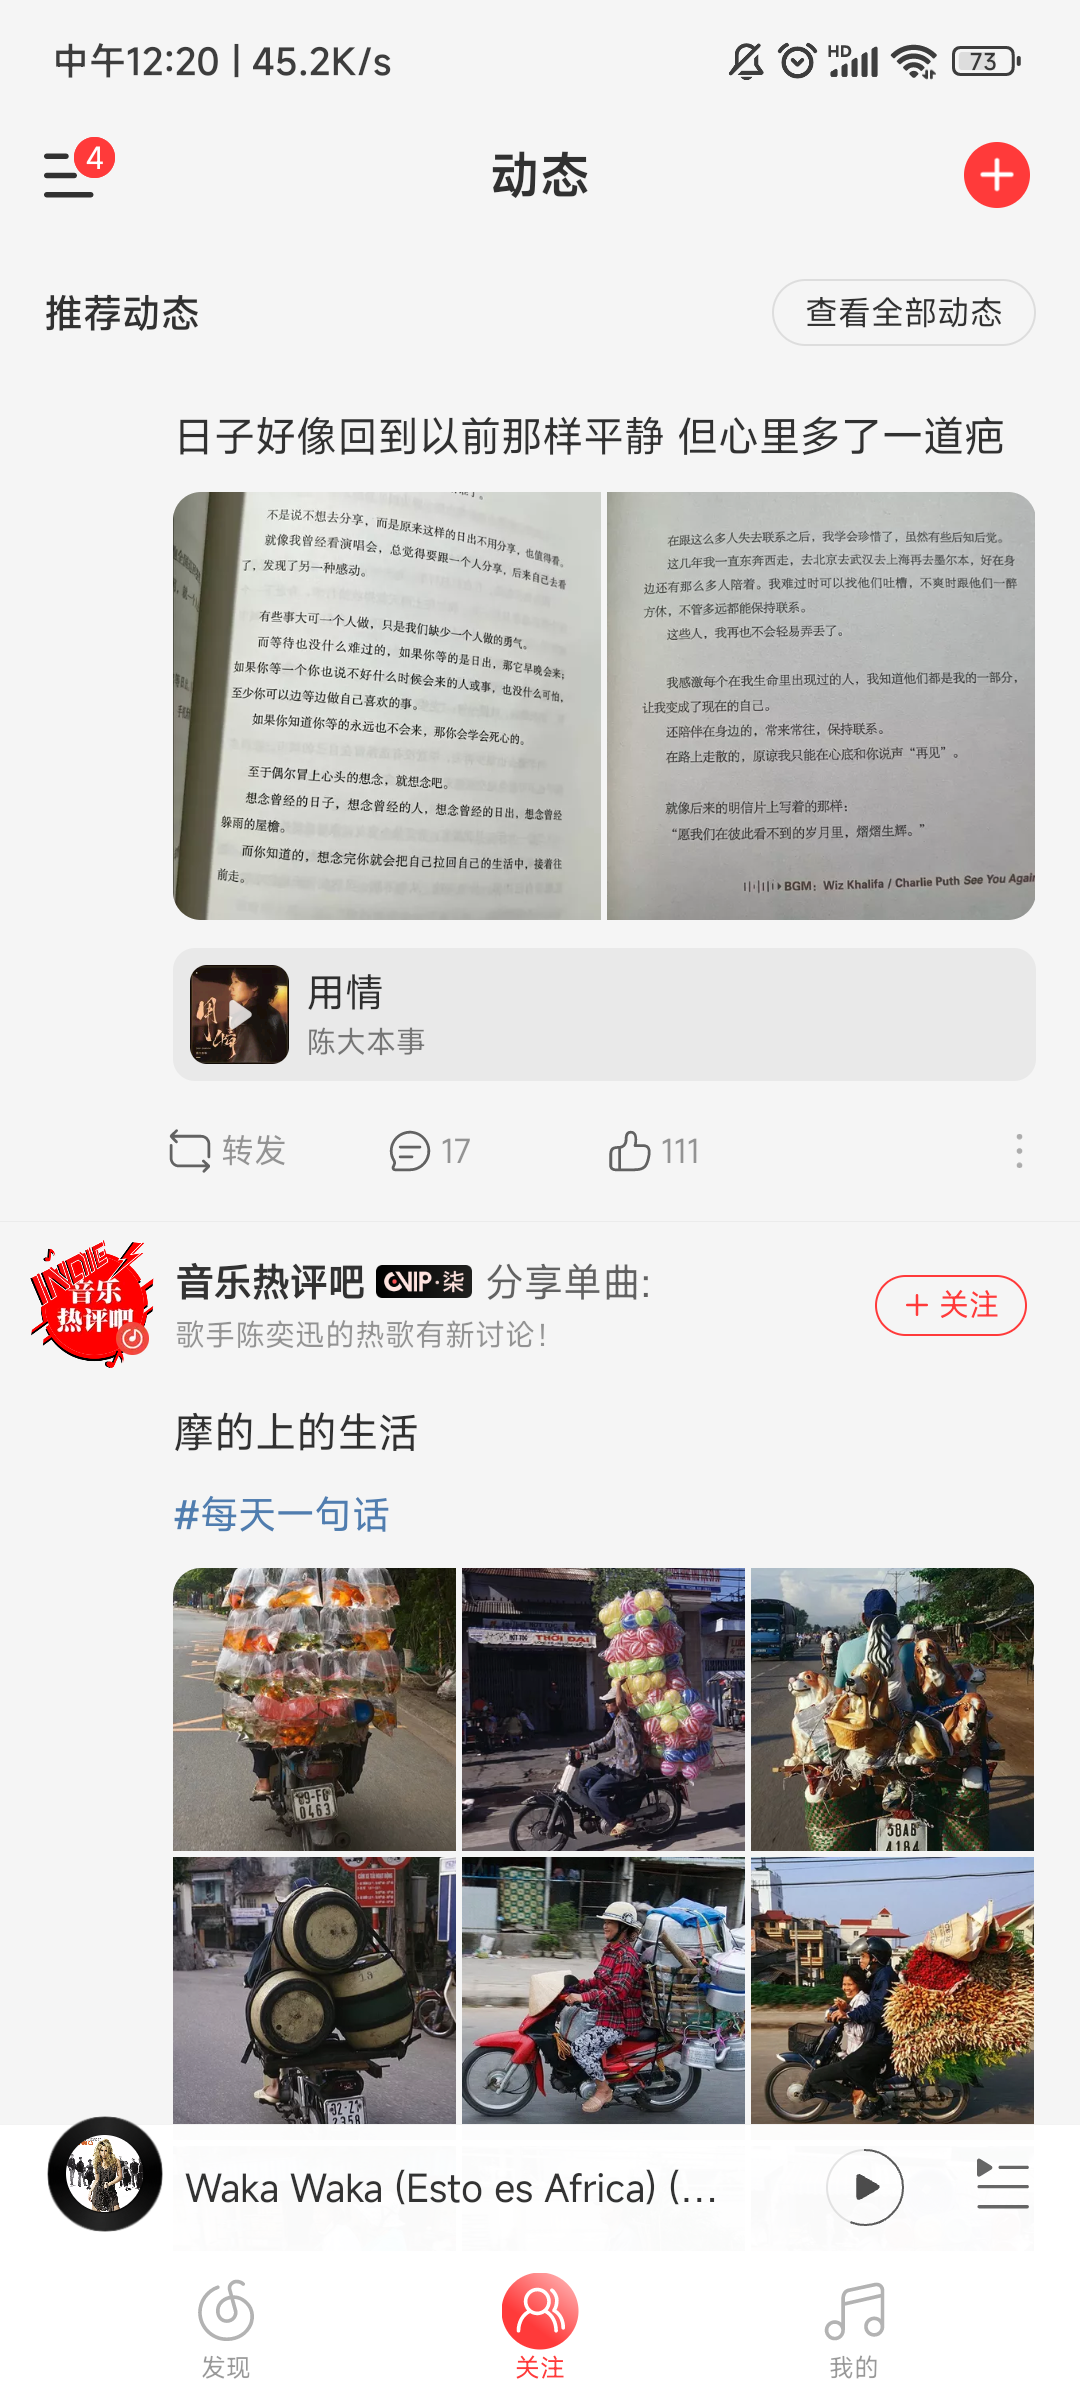 中午12:20 | 45.2K/s
HD
73
4
动态
推荐动态
查看全部动态
日子好像回到以前那样平静 但心里多了一道疤
不是说不想去分享，而是原来这样的日出不用分享，也值得看。
就像我曾经看演唱会，总觉得要跟一个人分享，后来自己去看
了，发现了另一种感动。
有些事大可一个人做，只是我们缺少一个人做的勇气。
而等待也没什么难过的，如果你等的是日出，那它早晚会来；
如果你等一个你也说不好什么时候会来的人或事，也没什么可怕，
至少你可以边等边做自己喜欢的事。
如果你知道你等的永远也不会来，那你会学会死心的。
至于偶尔冒上心头的想念，就想念吧。
想念曾经的日子，想念曾经的人，想念曾经的日出，想念曾经
躲雨的屋檐。
而你知道的，想念完你就会把自己拉回自己的生活中，接着往
前走。
在跟这么多人失去联系之后，我学会珍惜了，虽然有些后知后觉。
这几年我一直东奔西走，去北京去武汉去上海再去墨尔本，好在身
边还有那么多人陪着。我难过时可以找他们吐槽，不爽时跟他们一醉
方休，不管多远都能保持联系。
这些人，我再也不会轻易弄丢了。
我感激每个在我生命里出现过的人，我知道他们都是我的一部分，
让我变成了现在的自己。
还陪伴在身边的，常来常往，保持联系。
在路上走散的，原谅我只能在心底和你说声“再见”。
就像后来的明信片上写着的那样：
“愿我们在彼此看不到的岁月里，熠熠生辉。”
BGM：Wiz Khalifa / Charlie Puth See You Again
用情
用情
陈大本事
转发
17
111
INDIE
音乐
热评吧
音乐热评吧 VIP·柒 分享单曲:
歌手陈奕迅的热歌有新讨论！
+ 关注
摩的上的生活
#每天一句话
0463
THOI DAI
58AB
4184
Waka Waka (Esto es Africa) (...
发现
关注
我的